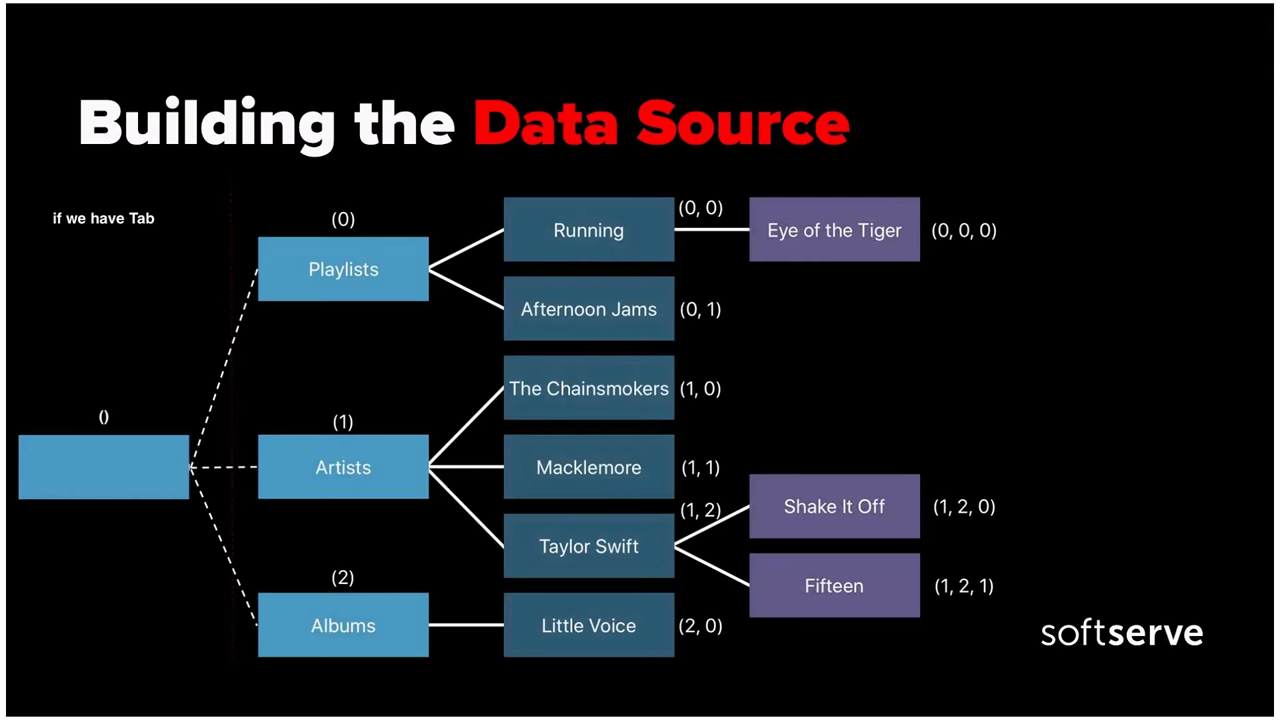 Building the Data Source
if we have Tab
()
(0)
Playlists
(1)
Artists
(2)
Albums
Running
(0, 0)
Afternoon Jams
(0, 1)
The Chainsmokers
(1, 0)
Macklemore
(1, 1)
Taylor Swift
(1, 2)
Little Voice
(2, 0)
Eye of the Tiger
(0, 0, 0)
Shake It Off
(1, 2, 0)
Fifteen
(1, 2, 1)
softserve